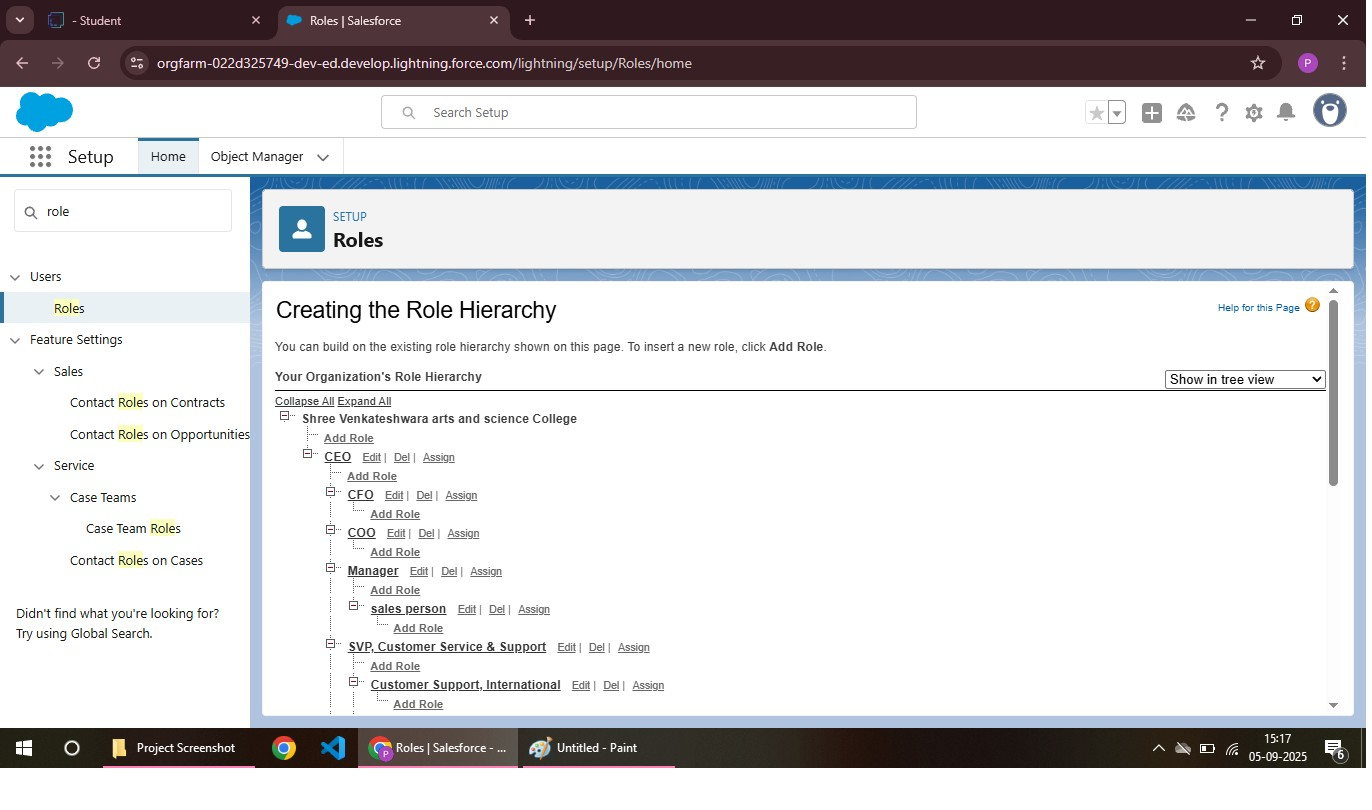 - Student
Roles | Salesforce
orgfarm-022d325749-dev-ed.develop.lightning.force.com/lightning/setup/Roles/home
P
Search Setup
Setup
Home
Object Manager
role
Users
Roles
Feature Settings
Sales
Contact Roles on Contracts
Contact Roles on Opportunities
Service
Case Teams
Case Team Roles
Contact Roles on Cases
Didn't find what you're looking for?
Try using Global Search.
SETUP
Roles
Creating the Role Hierarchy
Help for this Page ?
You can build on the existing role hierarchy shown on this page. To insert a new role, click Add Role.
Your Organization's Role Hierarchy
Show in tree view
Collapse All Expand All
Shree Venkateshwara arts and science College
Add Role
CEO Edit | Del | Assign
Add Role
CFO Edit | Del | Assign
Add Role
COO Edit | Del | Assign
Add Role
Manager Edit | Del | Assign
Add Role
sales person Edit | Del | Assign
Add Role
SVP, Customer Service & Support Edit | Del | Assign
Add Role
Customer Support, International Edit | Del | Assign
Add Role
Project Screenshot
P
Roles | Salesforce - ...
Untitled - Paint
15:17
05-09-2025
6